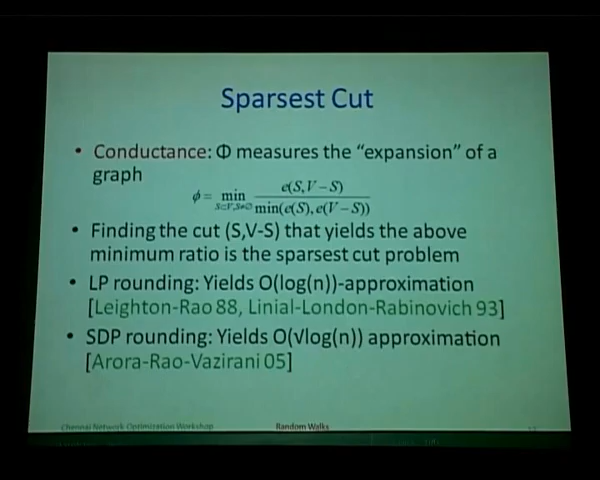 Sparsest Cut
• Conductance: Φ measures the “expansion” of a
graph
ϕ = min e(S,V−S) / min(e(S),e(V−S))
S⊂V,S≠∅
• Finding the cut (S,V-S) that yields the above
minimum ratio is the sparsest cut problem
• LP rounding: Yields O(log(n))-approximation
[Leighton-Rao 88, Linial-London-Rabinovich 93]
• SDP rounding: Yields O(√log(n)) approximation
[Arora-Rao-Vazirani 05]
Chennai Network Optimization Workshop
Random Walks